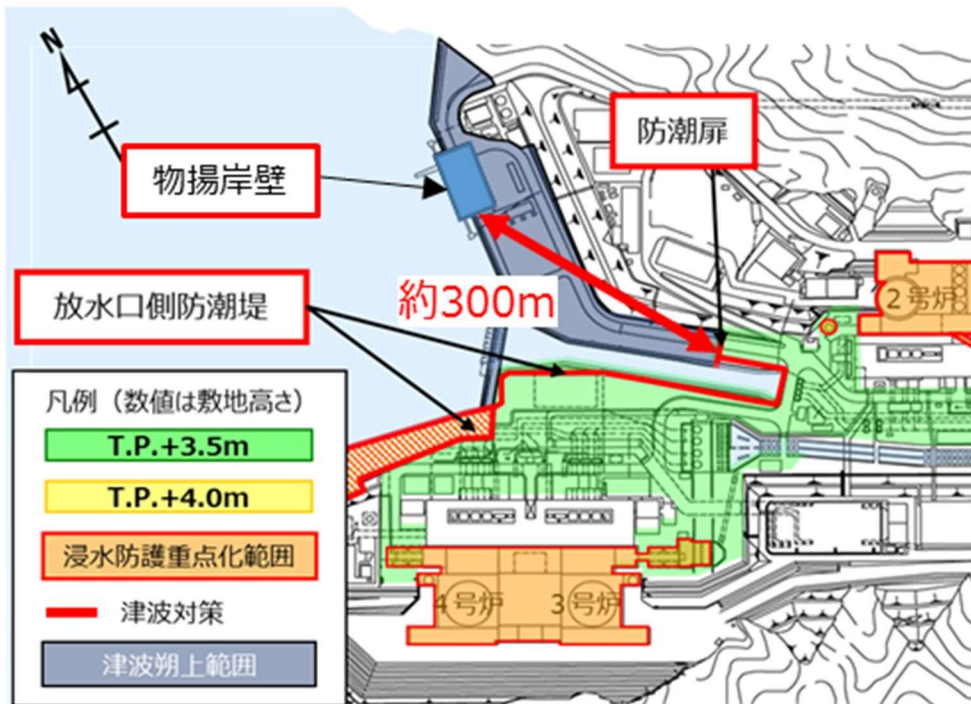 N
防潮扉
物揚岸壁
2号炉
放水口側防潮堤
約300m
凡例（数値は敷地高さ）
T.P.+3.5m
T.P.+4.0m
浸水防護重点化範囲
津波対策
津波朔上範囲
4号炉
3号炉